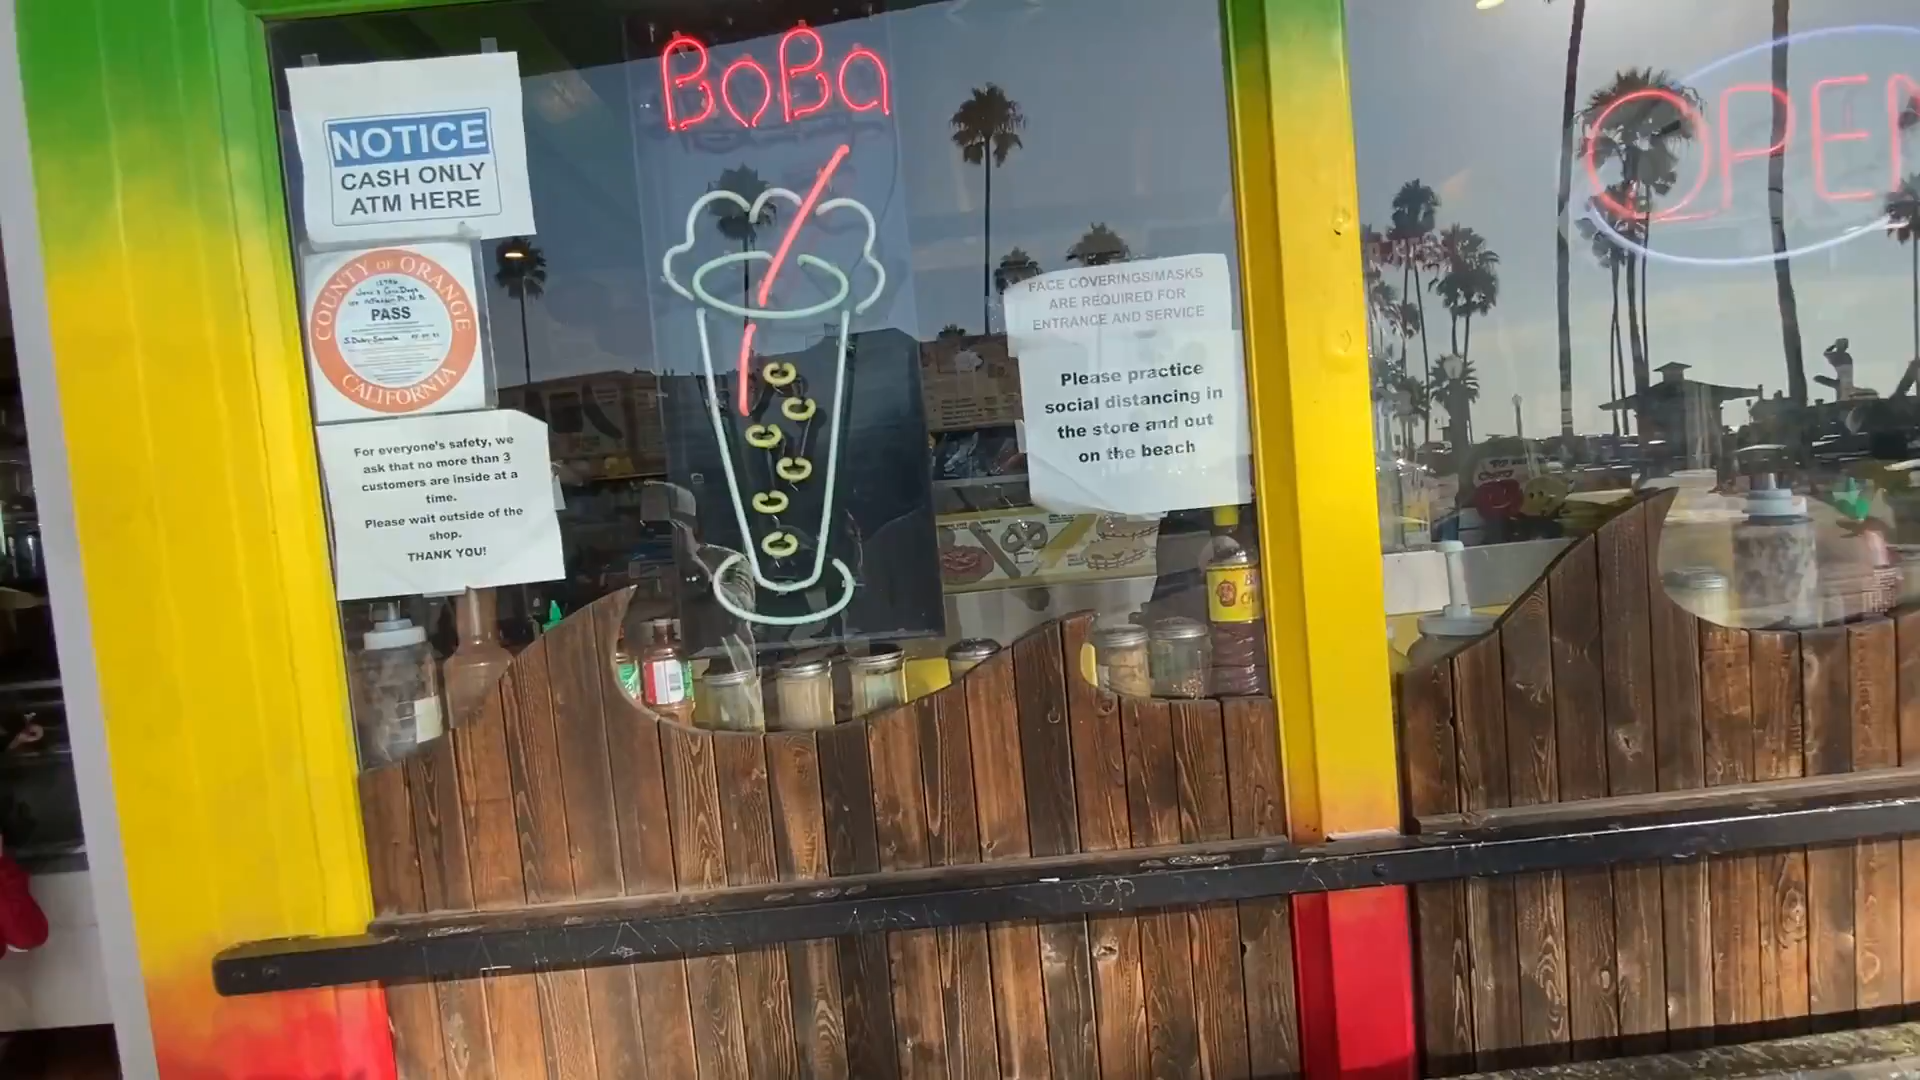 BoBa
OPEN
NOTICE
CASH ONLY
ATM HERE
COUNTY OF ORANGE
PASS
CALIFORNIA
For everyone's safety, we
ask that no more than 3
customers are inside at a
time.
Please wait outside of the
shop.
THANK YOU!
FACE COVERINGS/MASKS
ARE REQUIRED FOR
ENTRANCE AND SERVICE
Please practice
social distancing in
the store and out
on the beach